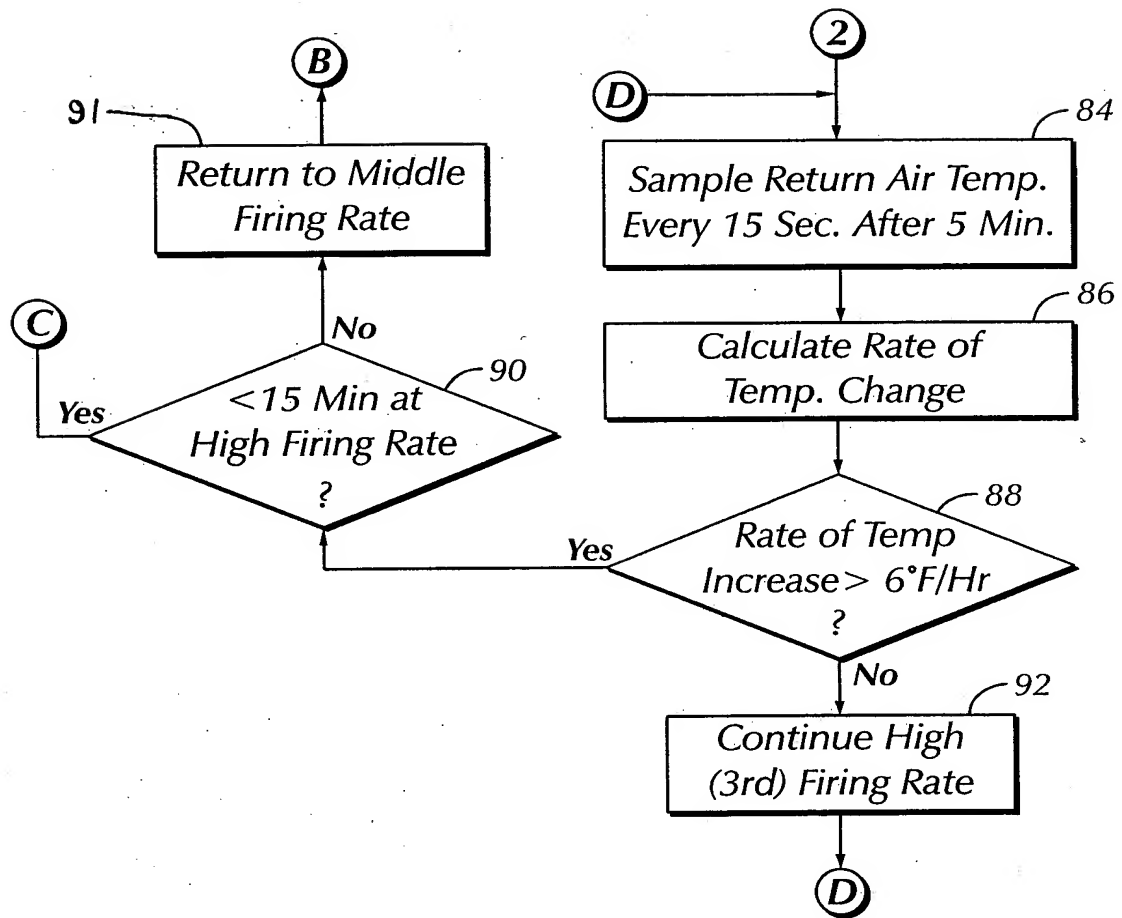 2
D
84
Sample Return Air Temp.
Every 15 Sec. After 5 Min.
86
Calculate Rate of
Temp. Change
88
Rate of Temp
Increase > 6°F/Hr
?
Yes
No
92
Continue High
(3rd) Firing Rate
D
90
<15 Min at
High Firing Rate
?
Yes
C
No
91
Return to Middle
Firing Rate
B